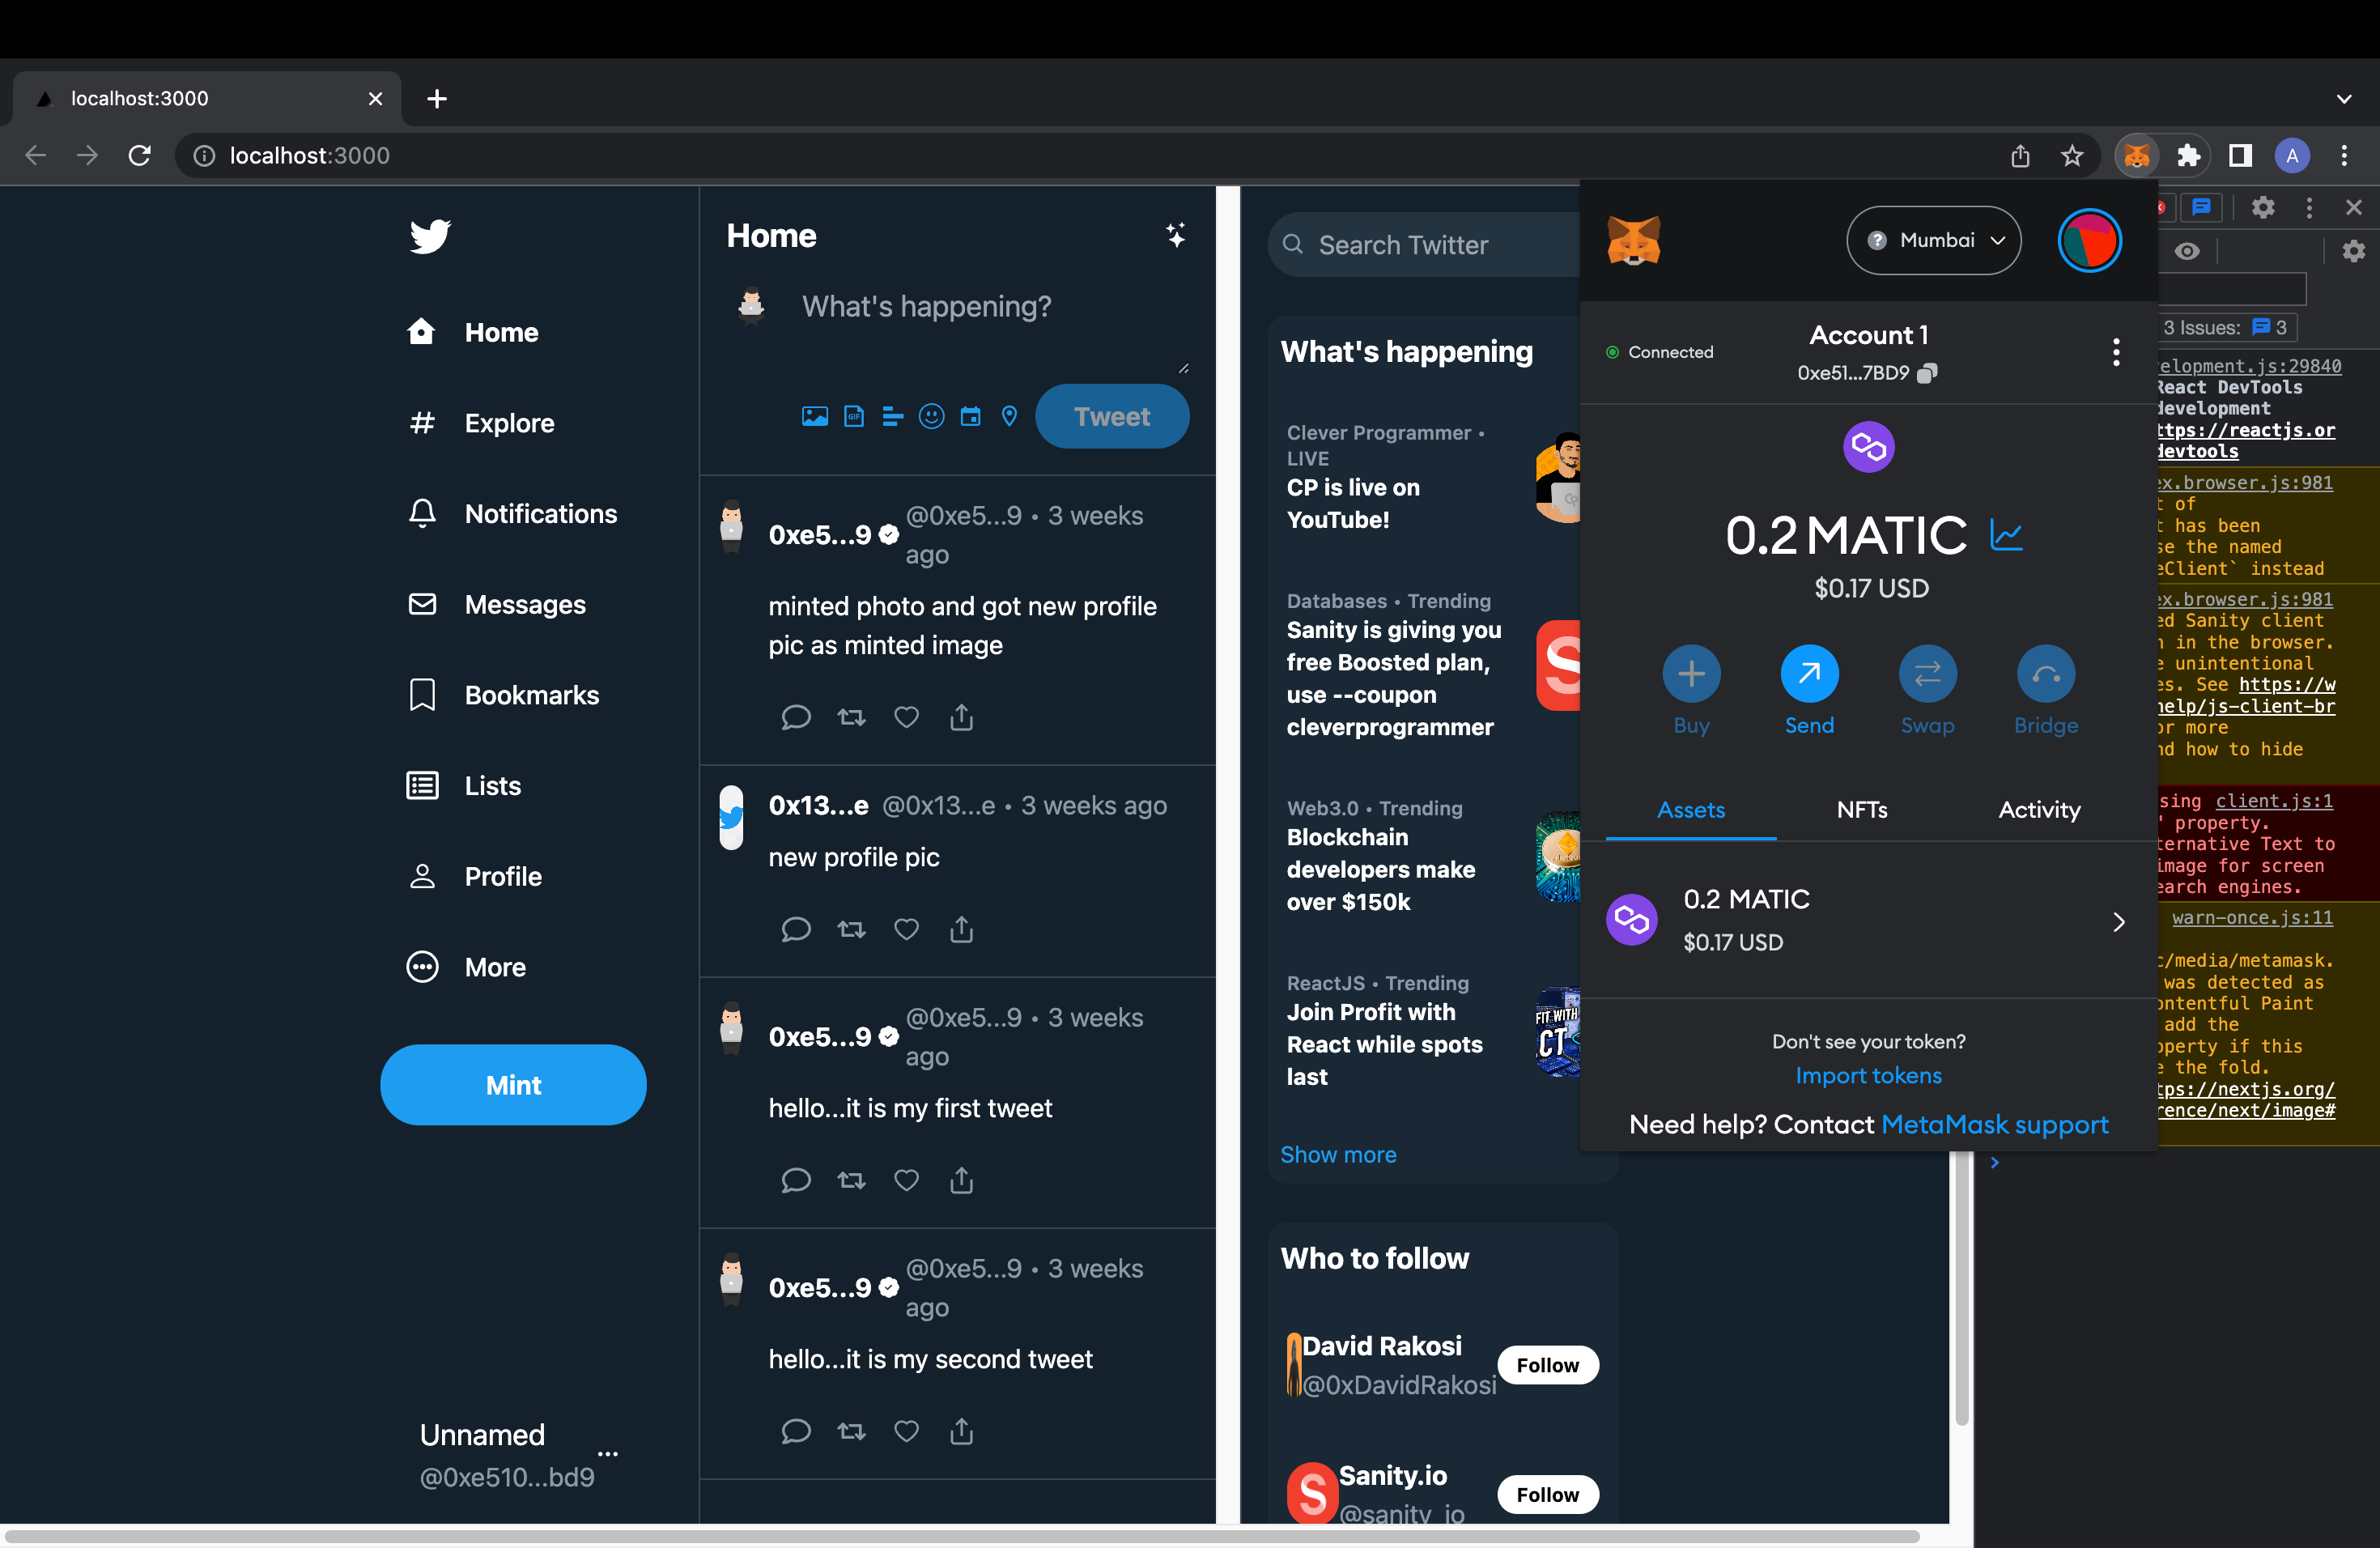 localhost:3000
localhost:3000
A
Home
Explore
Notifications
Messages
Bookmarks
Lists
Profile
More
Mint
Unnamed
@0xe510...bd9
...
Home
What's happening?
GIF
Tweet
0xe5...9 @0xe5...9 • 3 weeks
ago
minted photo and got new profile
pic as minted image
0x13...e @0x13...e • 3 weeks ago
new profile pic
0xe5...9 @0xe5...9 • 3 weeks
ago
hello...it is my first tweet
0xe5...9 @0xe5...9 • 3 weeks
ago
hello...it is my second tweet
Search Twitter
What's happening
Clever Programmer •
LIVE
CP is live on
YouTube!
Databases • Trending
Sanity is giving you
free Boosted plan,
use --coupon
cleverprogrammer
Web3.0 • Trending
Blockchain
developers make
over $150k
ReactJS • Trending
Join Profit with
React while spots
last
FIT WITH
CT
Show more
Who to follow
David Rakosi
@0xDavidRakosi
Follow
Sanity.io
@sanity_io
Follow
Mumbai
Connected
Account 1
0xe51...7BD9
0.2 MATIC
$0.17 USD
Buy
Send
Swap
Bridge
Assets
NFTs
Activity
0.2 MATIC
$0.17 USD
Don't see your token?
Import tokens
Need help? Contact MetaMask support
3 Issues: 3
elopment.js:29840
React DevTools
development
ttps://reactjs.or
devtools
ex.browser.js:981
t of
t has been
se the named
eClient` instead
ex.browser.js:981
ed Sanity client
n in the browser.
e unintentional
es. See https://w
help/js-client-br
or more
nd how to hide
sing client.js:1
' property.
ternative Text to
image for screen
earch engines.
warn-once.js:11
c/media/metamask.
was detected as
ontentful Paint
add the
operty if this
e the fold.
tps://nextjs.org/
rence/next/image#